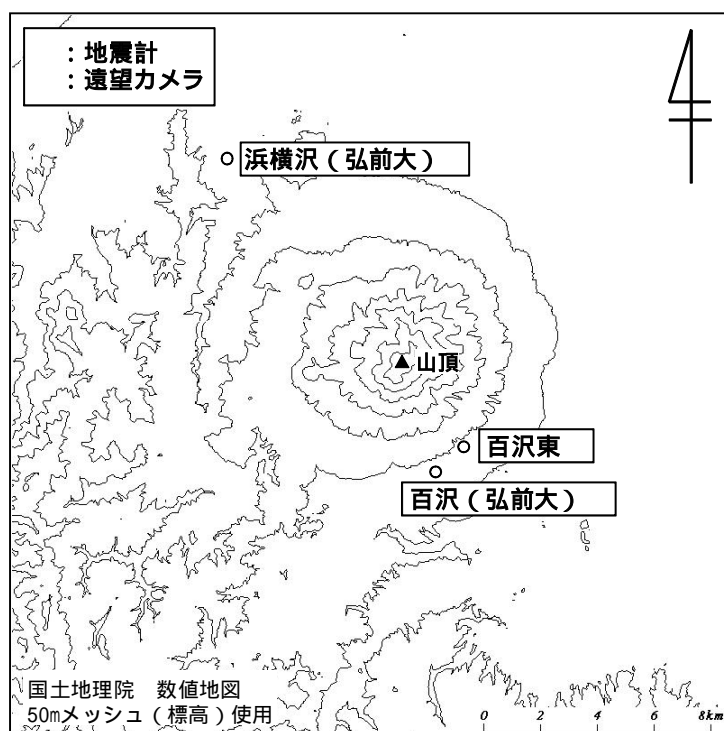 ：地震計
：遠望カメラ
浜横沢（弘前大）
山頂
百沢東
百沢（弘前大）
国土地理院　数値地図
50mメッシュ（標高）使用
0 2 4 6 8km